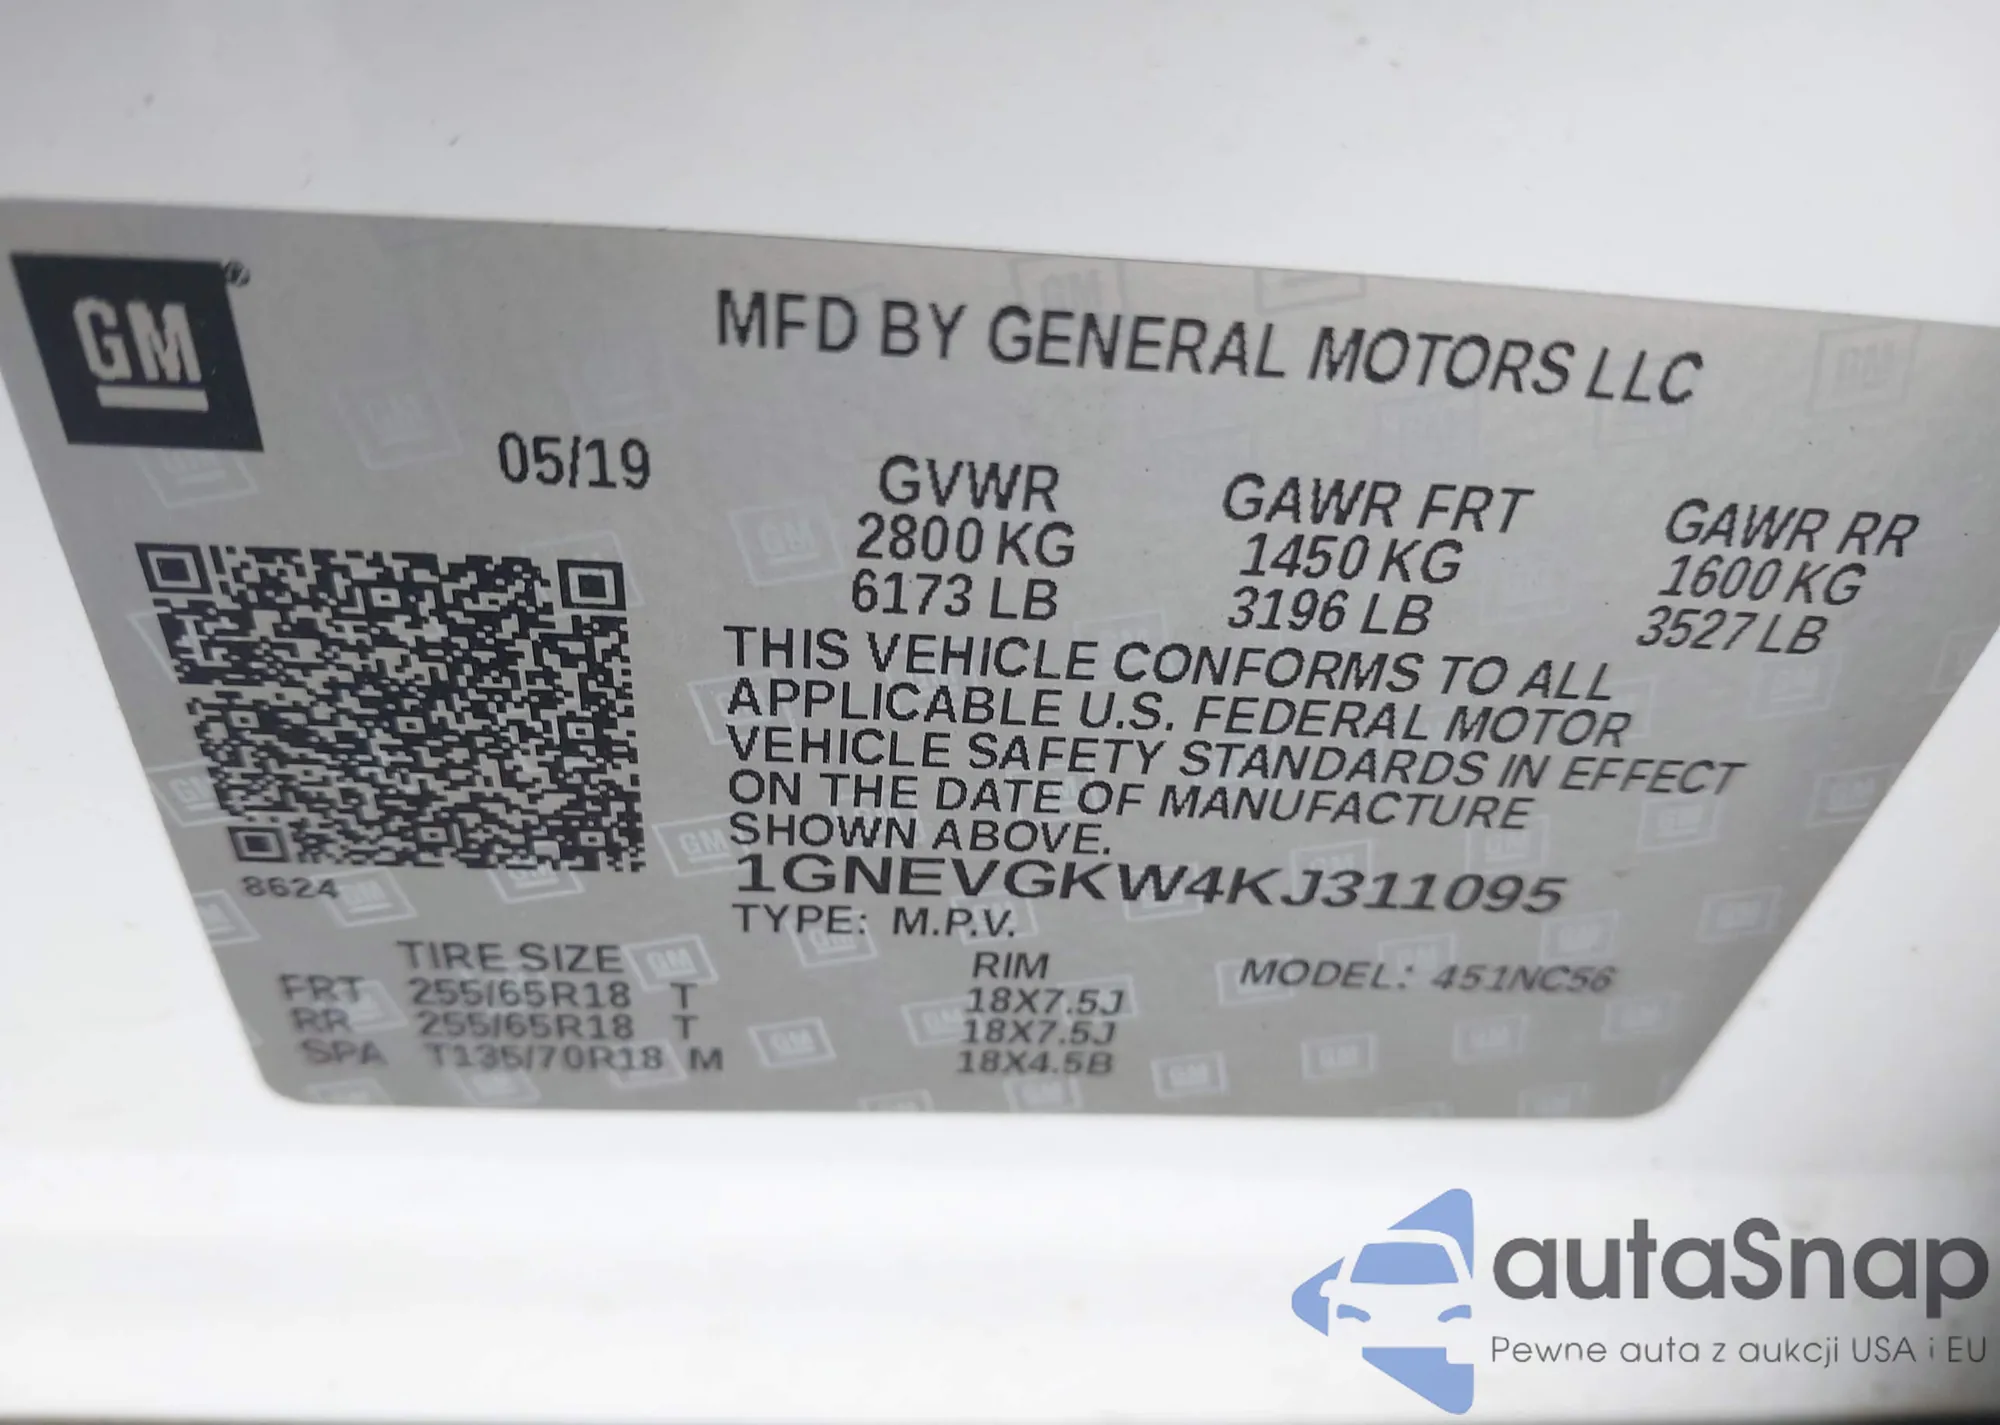 GM
MFD BY GENERAL MOTORS LLC
05/19
GVWR GAWR FRT GAWR RR
2800 KG 1450 KG 1600 KG
6173 LB 3196 LB 3527 LB
THIS VEHICLE CONFORMS TO ALL
APPLICABLE U.S. FEDERAL MOTOR
VEHICLE SAFETY STANDARDS IN EFFECT
ON THE DATE OF MANUFACTURE
SHOWN ABOVE.
8624
1GNEVGKW4KJ311095
TYPE: M.P.V.
TIRE SIZE RIM MODEL: 451NC56
FRT 255/65R18 T 18X7.5J
RR 255/65R18 T 18X7.5J
SPA T135/70R18 M 18X4.5B
autaSnap
Pewne auta z aukcji USA i EU